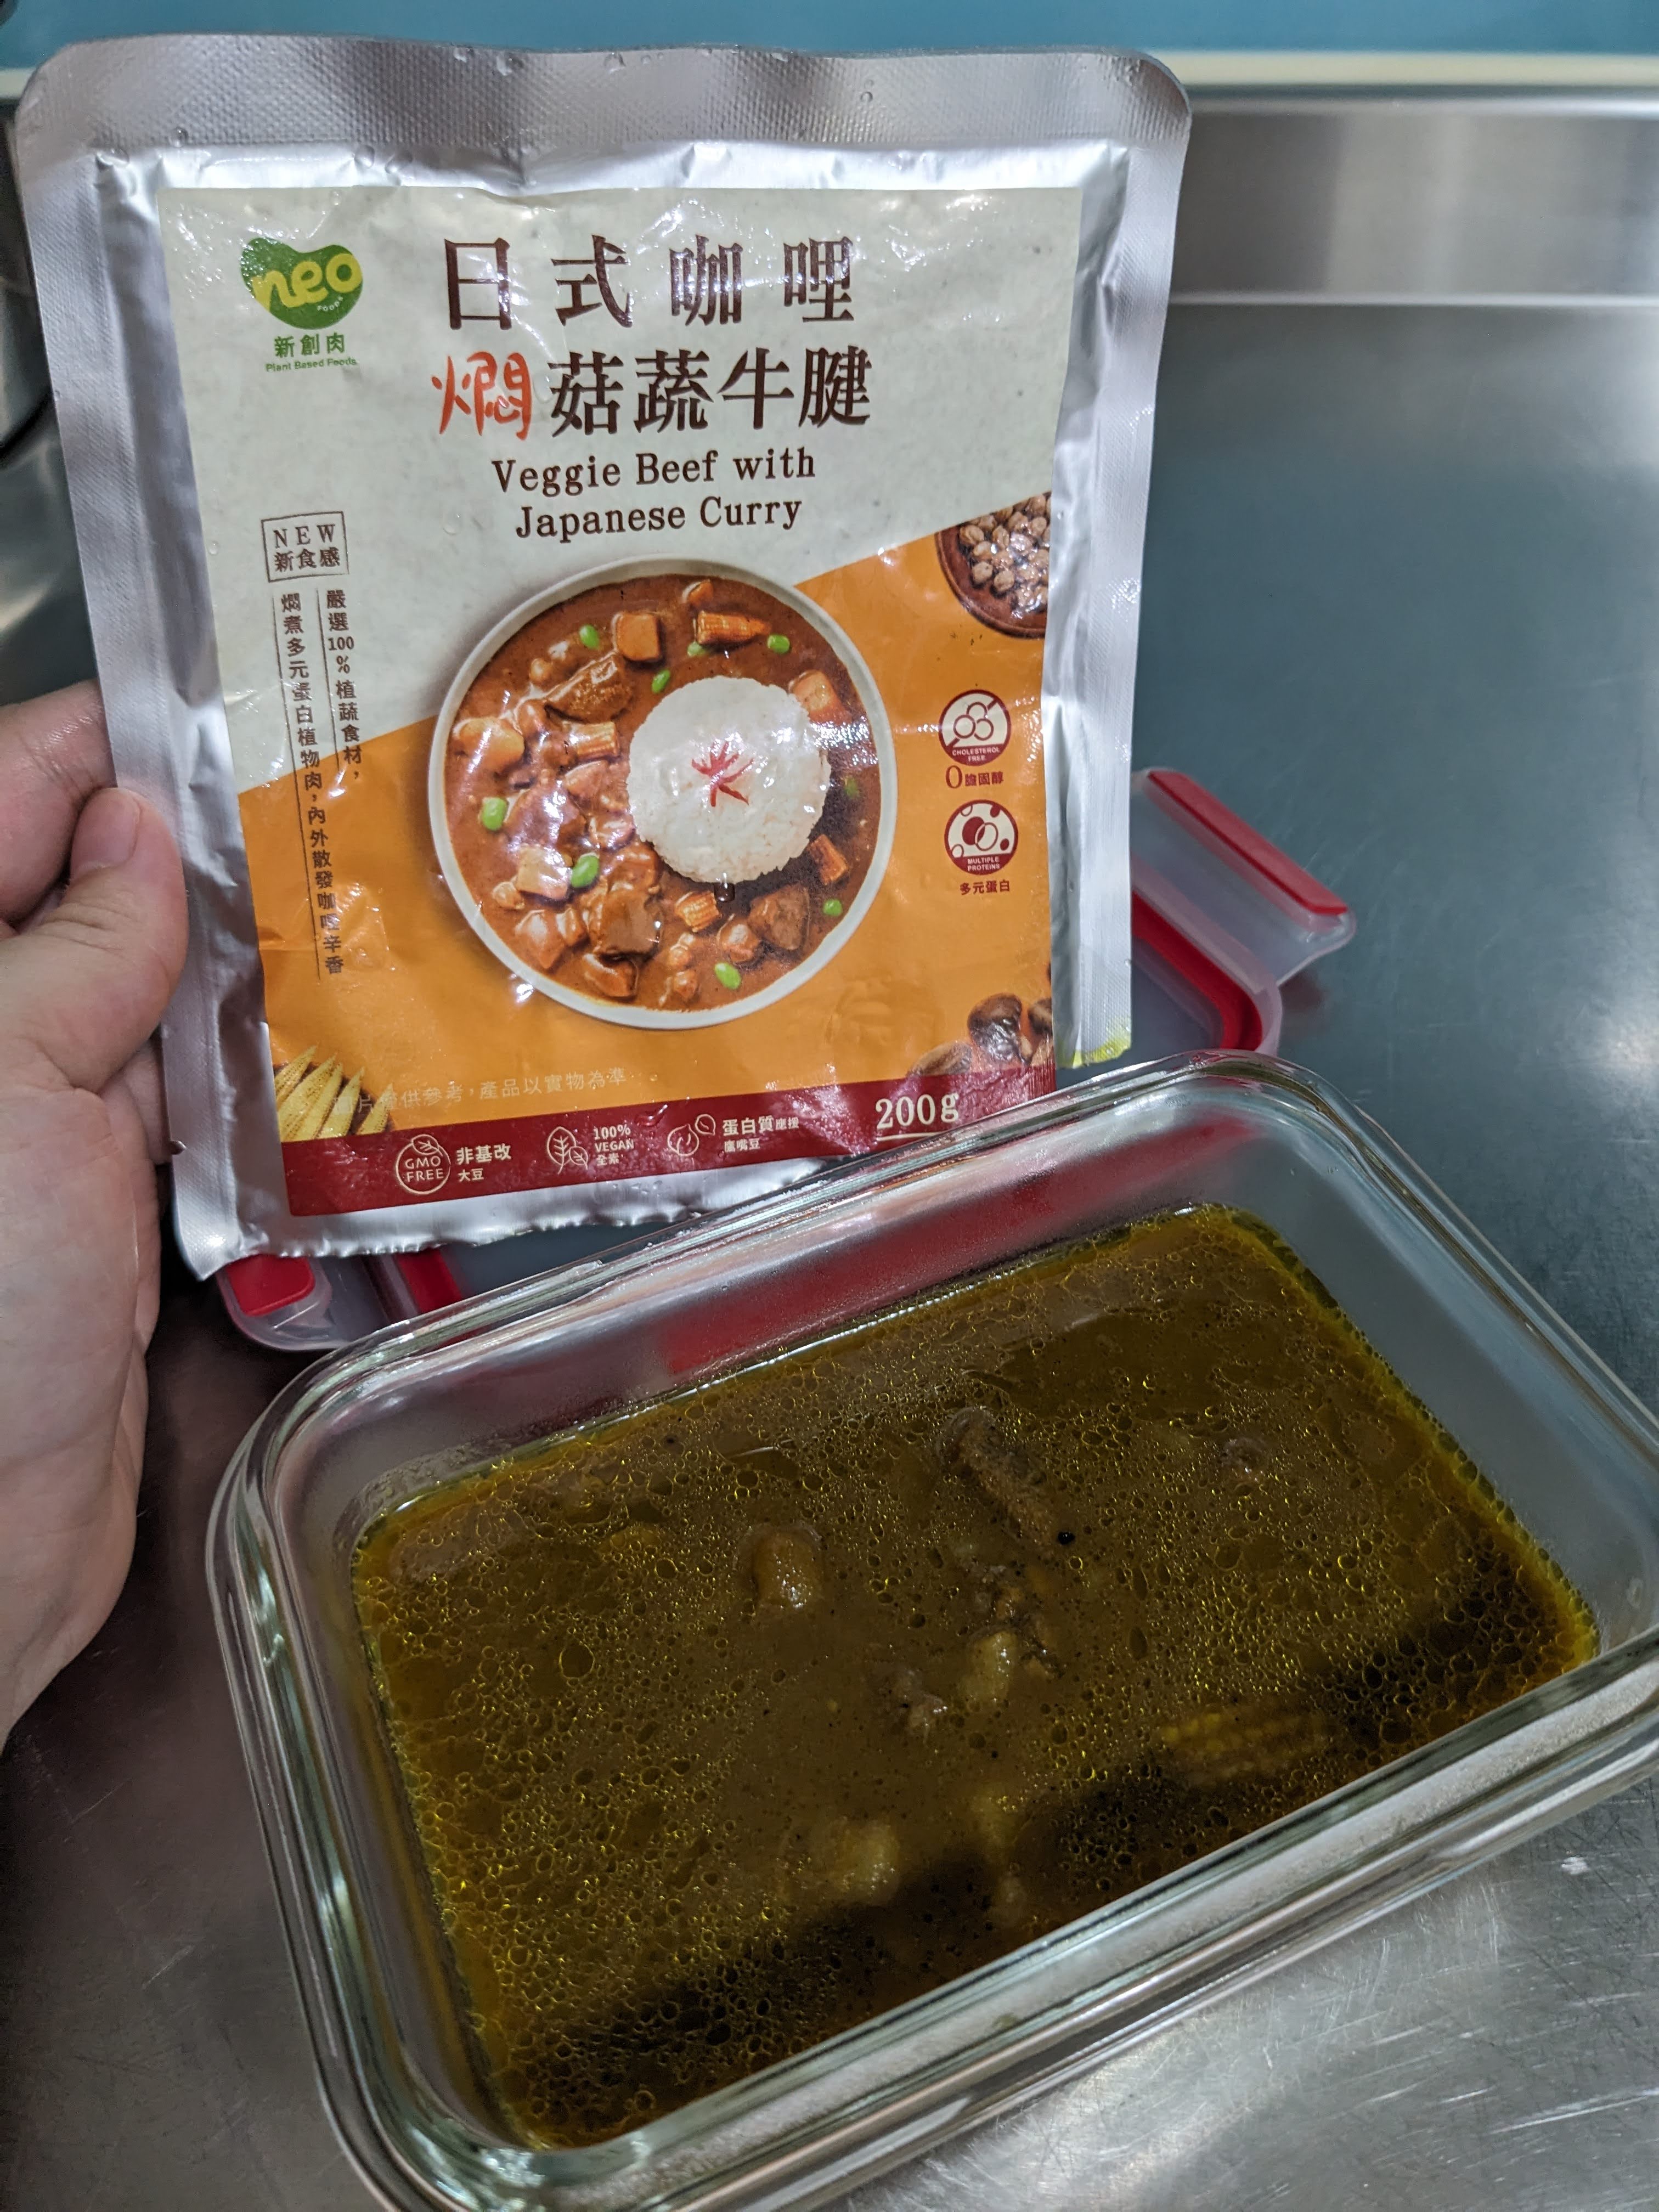 neo
FOODS
新創肉
Plant Based Foods
日式咖哩
燜菇蔬牛腱
Veggie Beef with
Japanese Curry
NEW
新食感
嚴選100%植蔬食材，
燜煮多元蛋白植物肉，內外散發咖哩辛香
CHOLESTEROL
FREE
0膽固醇
MULTIPLE
PROTEINS
多元蛋白
圖片僅供參考，產品以實物為準
GMO
FREE
非基改
大豆
100%
VEGAN
全素
蛋白質應援
鷹嘴豆
200g